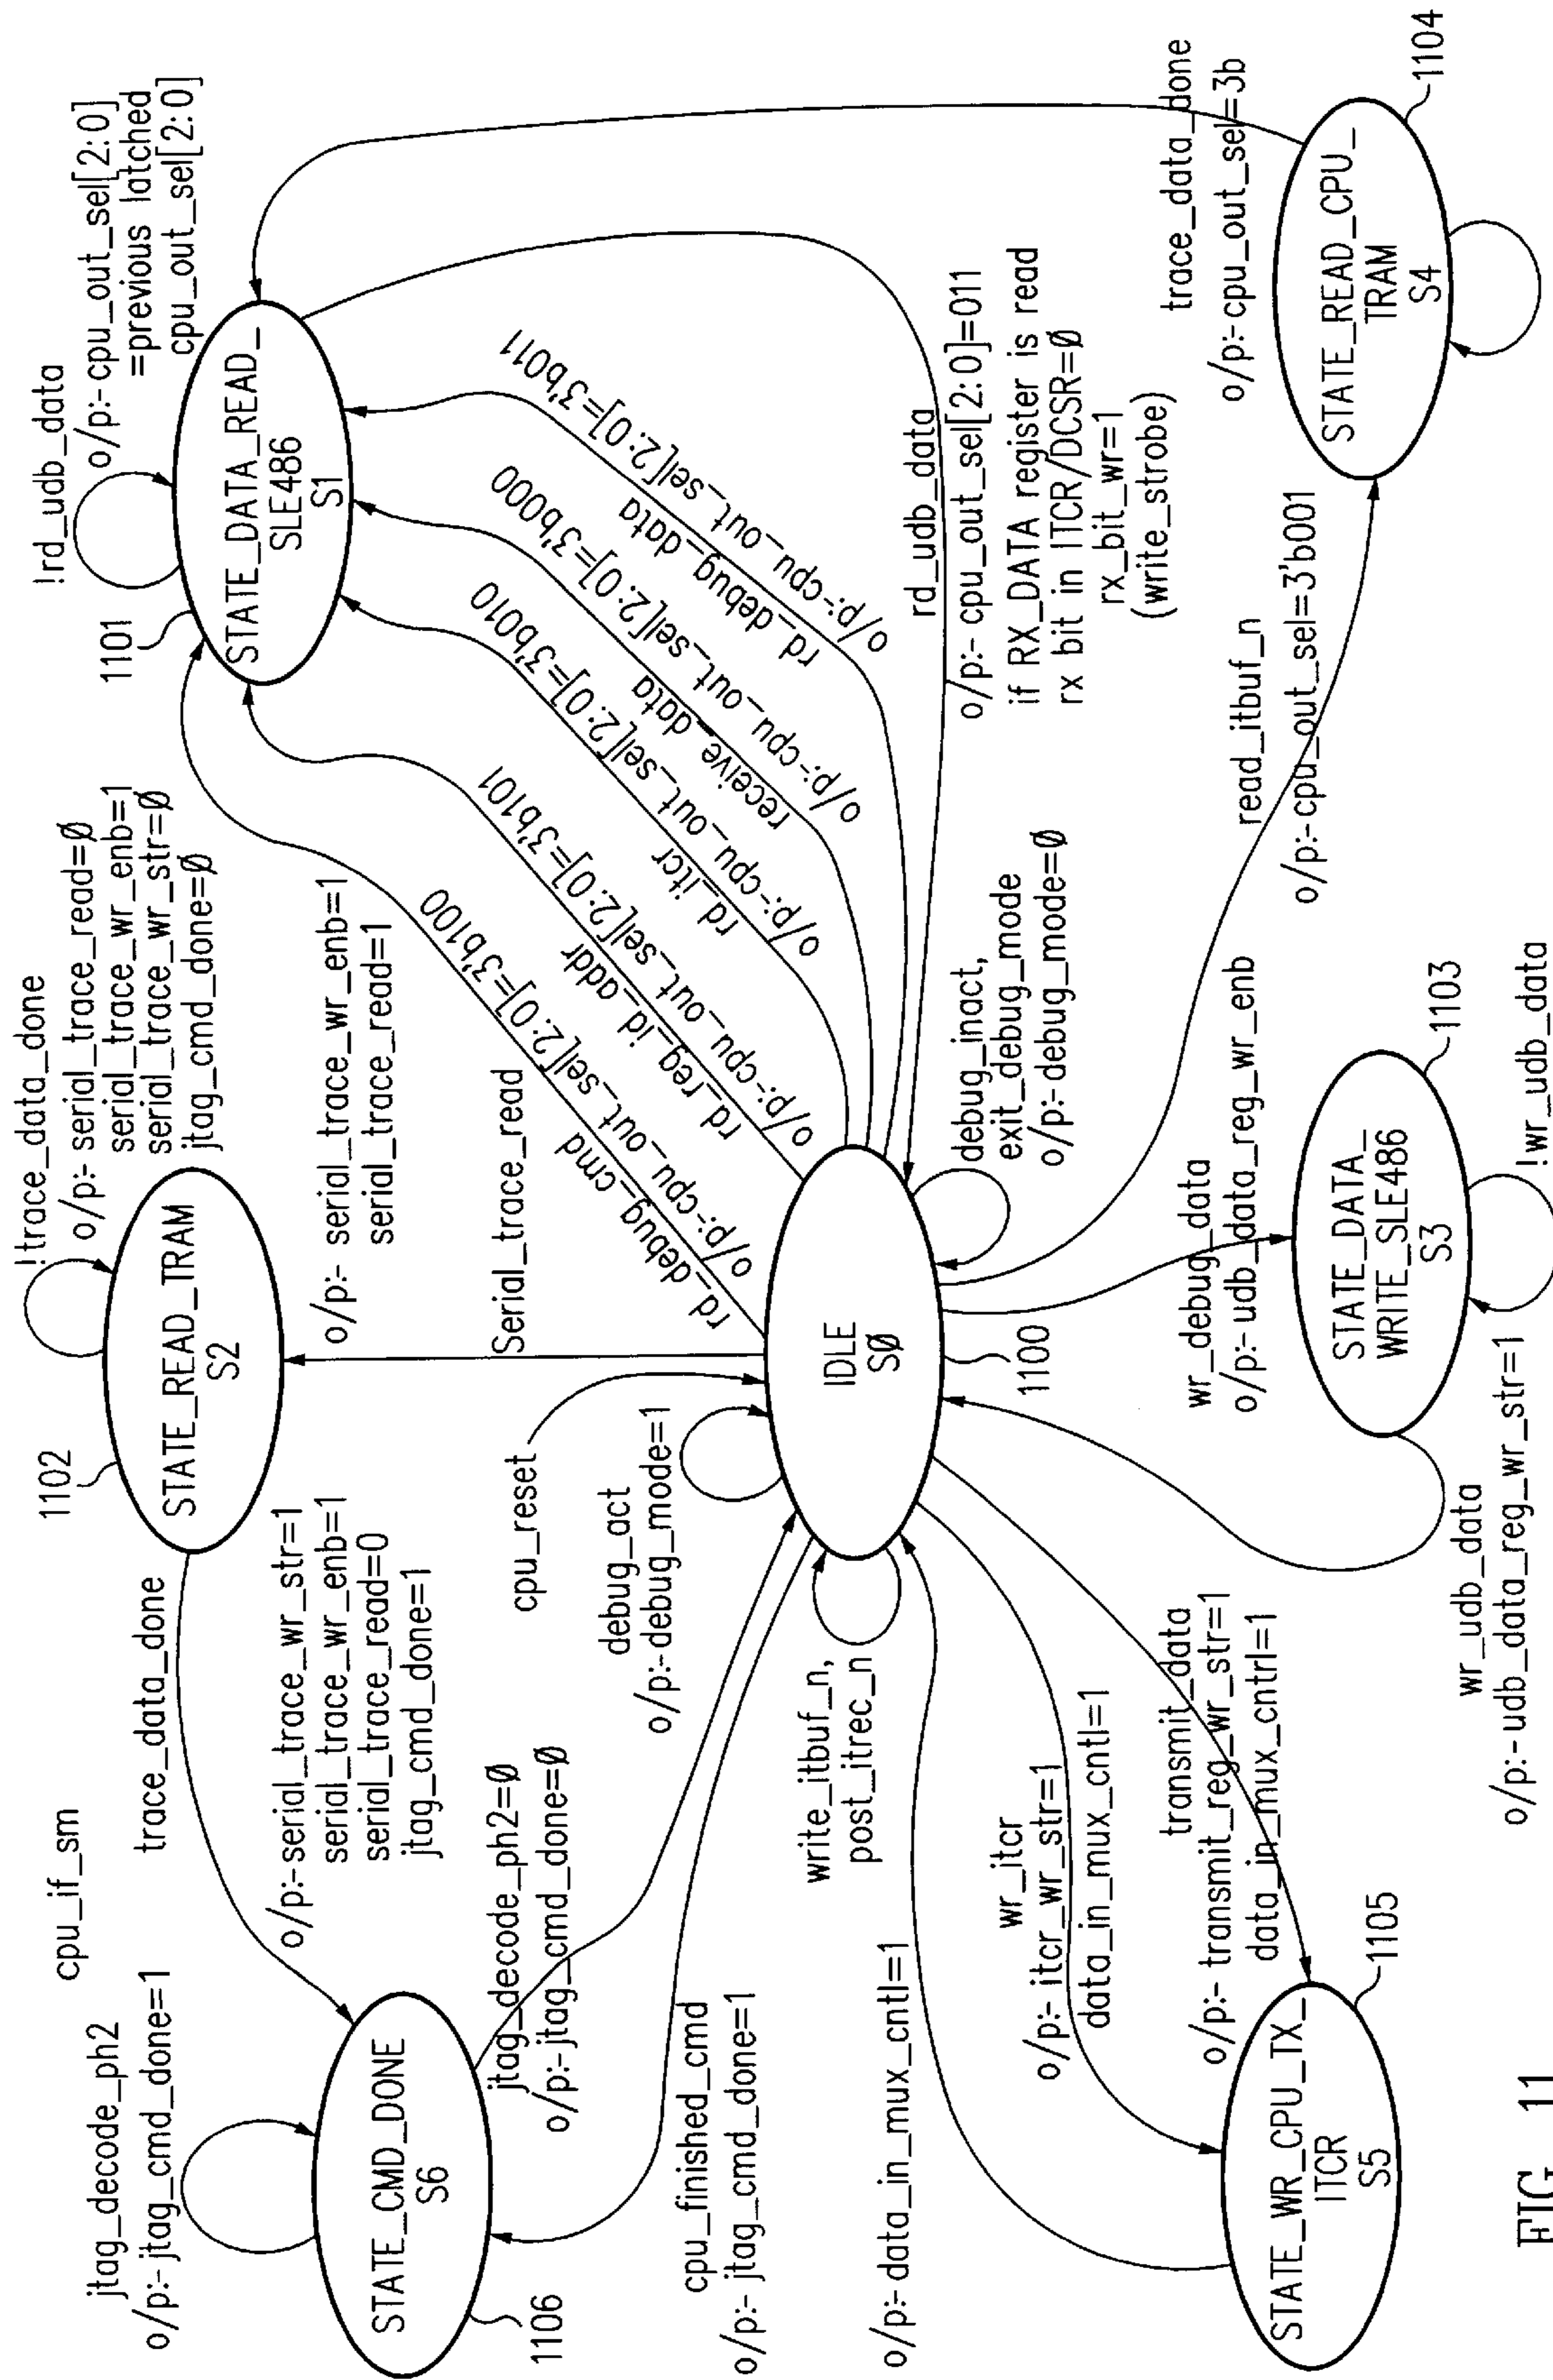 cpu_if_sm
jtag_decode_ph2
o/p:-jtag_cmd_done=1
STATE_CMD_DONE
S6
1106
trace_data_done
o/p:-serial_trace_wr_str=1
serial_trace_wr_enb=1
serial_trace_read=0
jtag_cmd_done=1
1102
STATE_READ_TRAM
S2
!trace_data_done
o/p:- serial_trace_read=Ø
serial_trace_wr_enb=1
serial_trace_wr_str=Ø
jtag_cmd_done=Ø
o/p:- serial_trace_wr_enb=1
serial_trace_read=1
Serial_trace_read
1101
STATE_DATA_READ_
SLE486
S1
!rd_udb_data
o/p:-cpu_out_sel[2:0]
=previous latched
cpu_out_sel[2:0]
jtag_decode_ph2=Ø
o/p:-jtag_cmd_done=Ø
cpu_finished_cmd
o/p:- jtag_cmd_done=1
cpu_reset
debug_act
o/p:-debug_mode=1
rd_debug_cmd
o/p:-cpu_out_sel[2:0]=3'b100
rd_reg_id_addr
o/p:-cpu_out_sel[2:0]=3'b101
rd_itcr
o/p:-cpu_out_sel[2:0]=3'b010
receive_data
o/p:-cpu_out_sel[2:0]=3'b000
rd_debug_data
o/p:-cpu_out_sel[2:0]=3'b011
rd_udb_data
o/p:- cpu_out_sel[2:0]=011
if RX_DATA register is read
rx bit in ITCR/DCSR=Ø
rx_bit_wr=1
(write_strobe)
IDLE
SØ
1100
write_itbuf_n,
post_itrec_n
debug_inact,
exit_debug_mode
o/p:-debug_mode=Ø
o/p:-data_in_mux_cntl=1
wr_itcr
o/p:- itcr_wr_str=1
data_in_mux_cntl=1
transmit_data
o/p:- transmit_reg_wr_str=1
data_in_mux_cntrl=1
STATE_WR_CPU_TX_
ITCR
S5
1105
wr_debug_data
o/p:-udb_data_reg_wr_enb
STATE_DATA_
WRITE_SLE486
S3
1103
!wr_udb_data
wr_udb_data
o/p:-udb_data_reg_wr_str=1
read_itbuf_n
o/p:-cpu_out_sel=3'b001
trace_data_done
o/p:-cpu_out_sel=3b
STATE_READ_CPU_
TRAM
S4
1104
FIG. 11